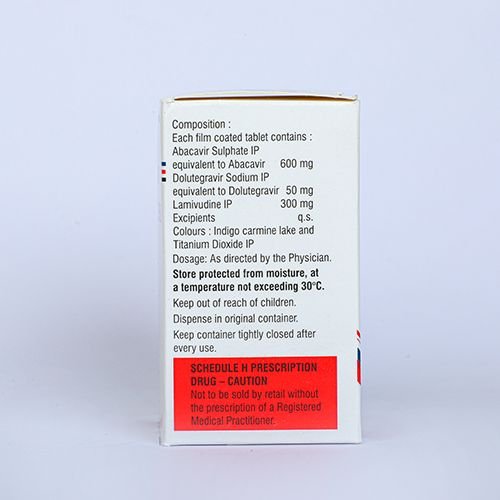 Composition :
Each film coated tablet contains :
Abacavir Sulphate IP
equivalent to Abacavir 600 mg
Dolutegravir Sodium IP
equivalent to Dolutegravir 50 mg
Lamivudine IP 300 mg
Excipients q.s.
Colours : Indigo carmine lake and
Titanium Dioxide IP
Dosage: As directed by the Physician.
Store protected from moisture, at
a temperature not exceeding 30°C.
Keep out of reach of children.
Dispense in original container.
Keep container tightly closed after
every use.
SCHEDULE H PRESCRIPTION
DRUG – CAUTION
Not to be sold by retail without
the prescription of a Registered
Medical Practitioner.